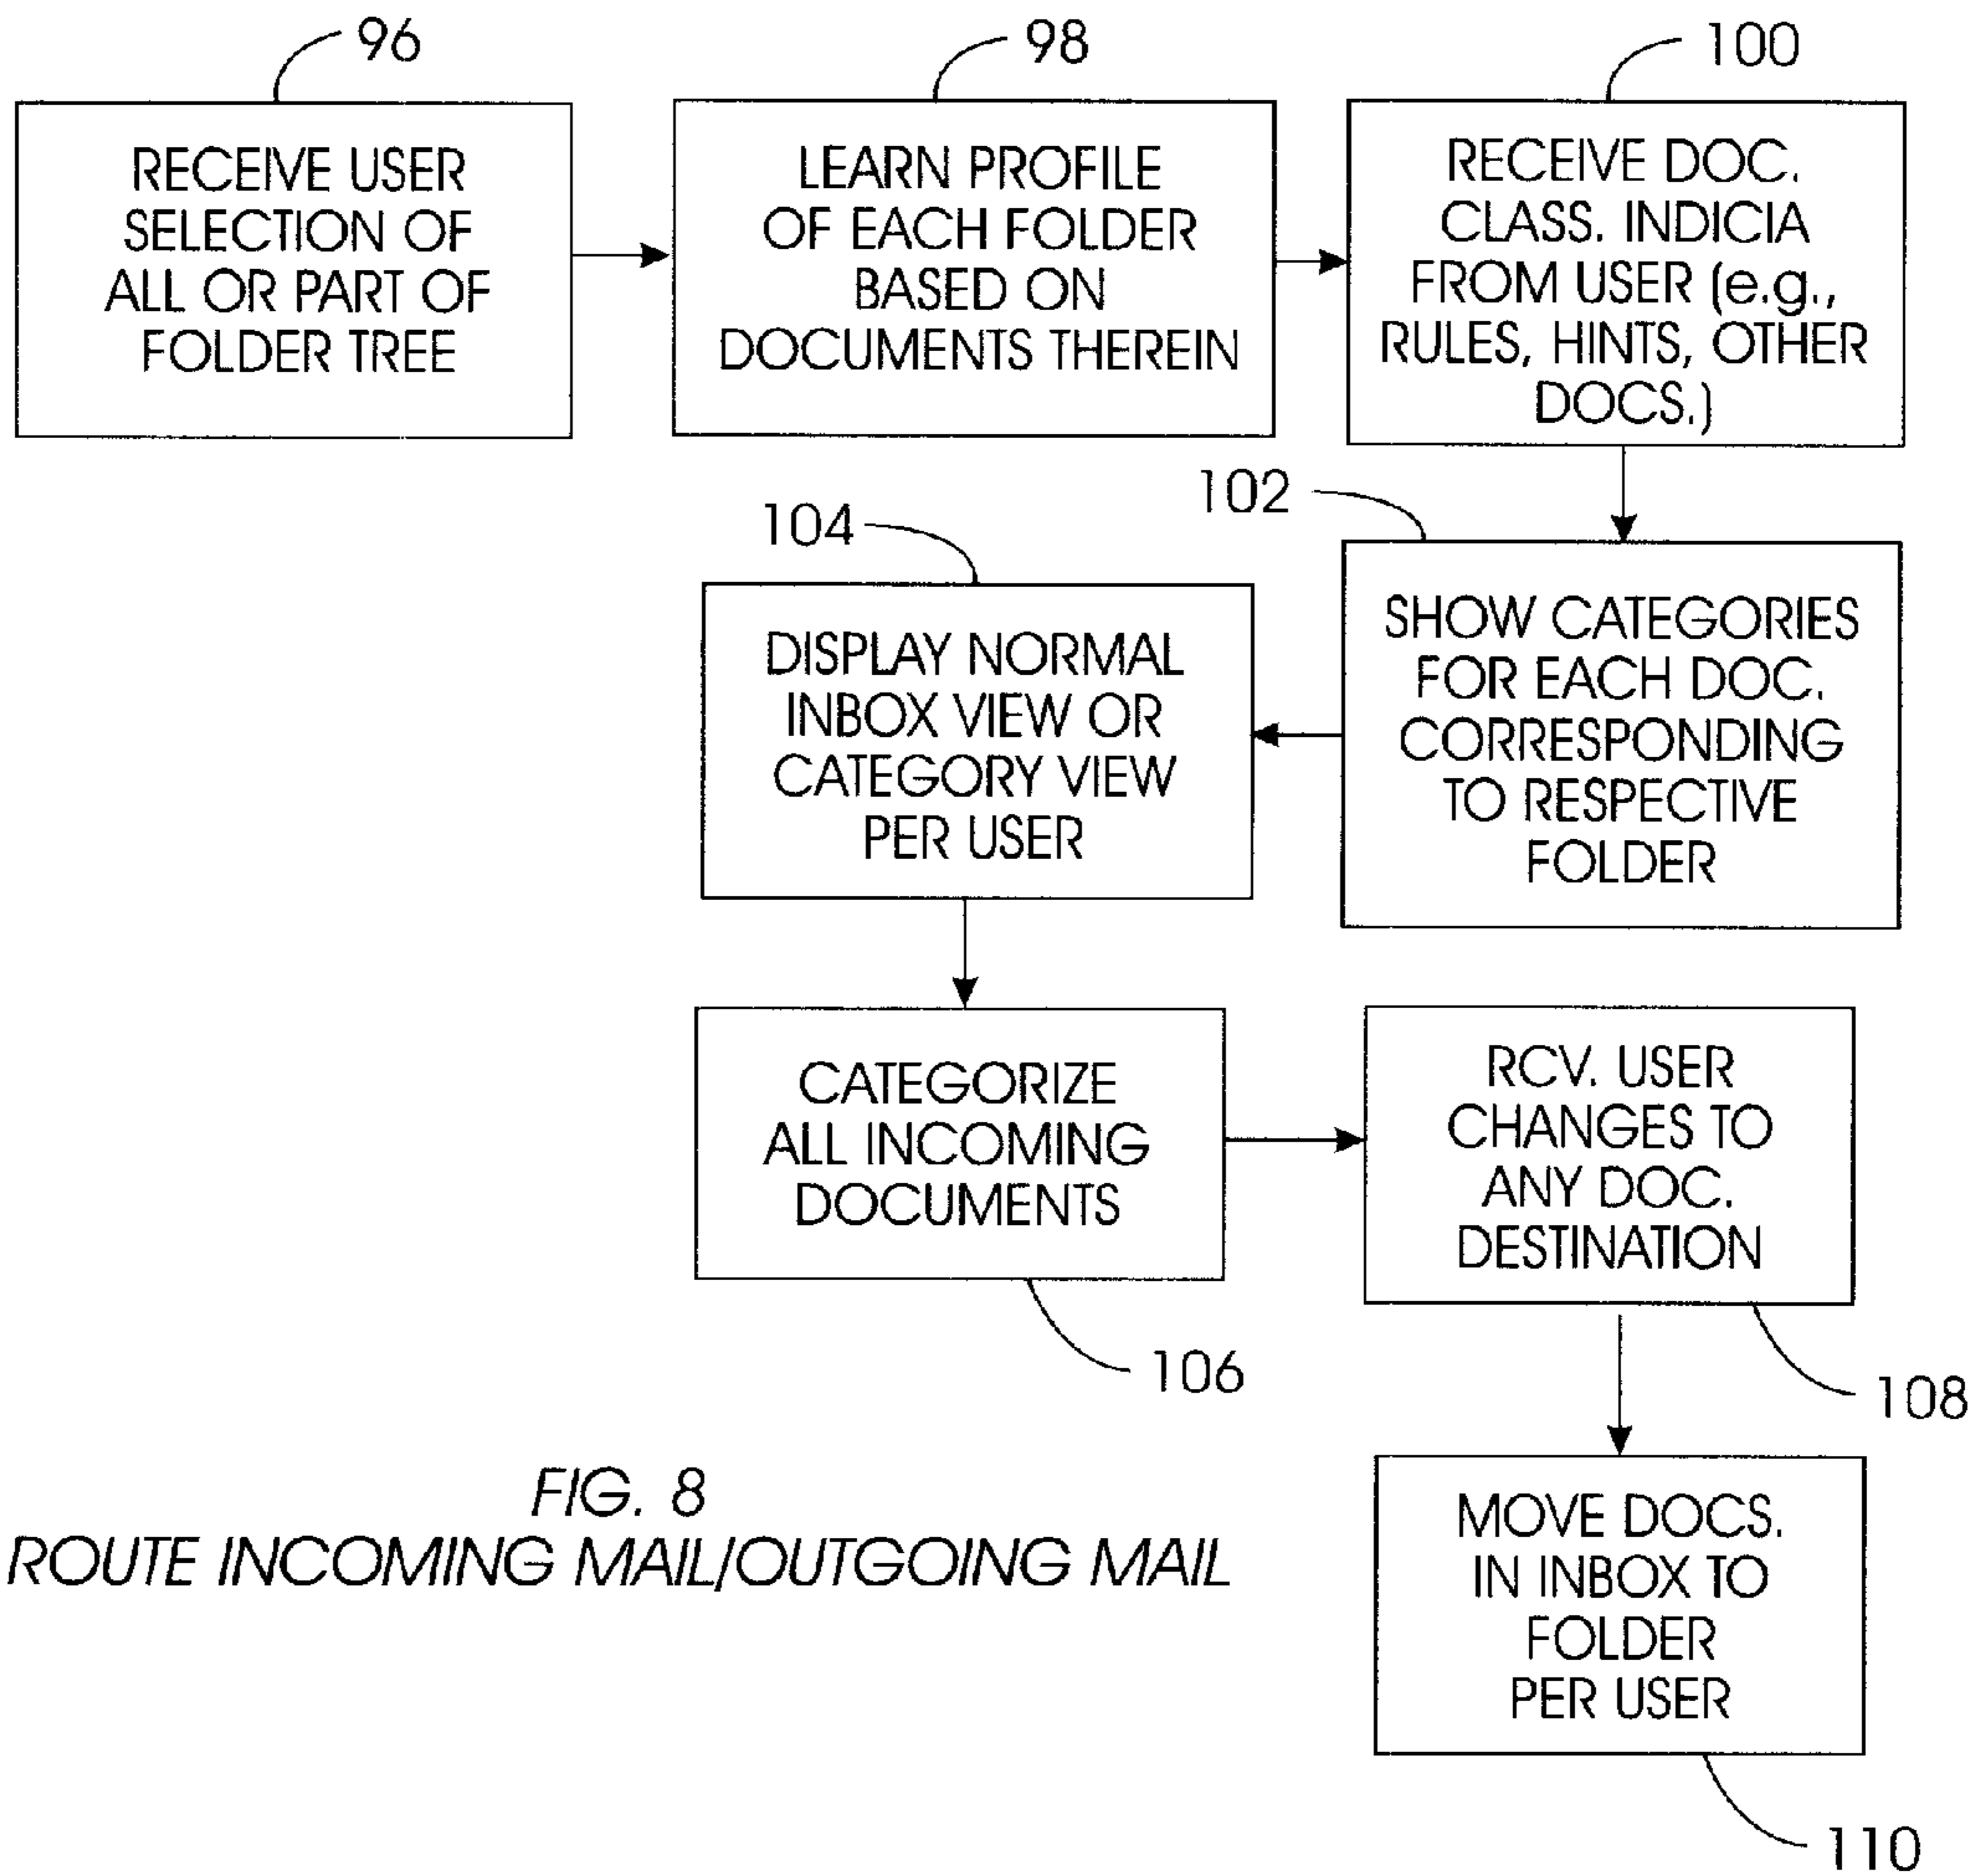 96
RECEIVE USER
SELECTION OF
ALL OR PART OF
FOLDER TREE
98
LEARN PROFILE
OF EACH FOLDER
BASED ON
DOCUMENTS THEREIN
100
RECEIVE DOC.
CLASS. INDICIA
FROM USER (e.g.,
RULES, HINTS, OTHER
DOCS.)
102
SHOW CATEGORIES
FOR EACH DOC.
CORRESPONDING
TO RESPECTIVE
FOLDER
104
DISPLAY NORMAL
INBOX VIEW OR
CATEGORY VIEW
PER USER
CATEGORIZE
ALL INCOMING
DOCUMENTS
106
RCV. USER
CHANGES TO
ANY DOC.
DESTINATION
108
MOVE DOCS.
IN INBOX TO
FOLDER
PER USER
110
FIG. 8
ROUTE INCOMING MAIL/OUTGOING MAIL